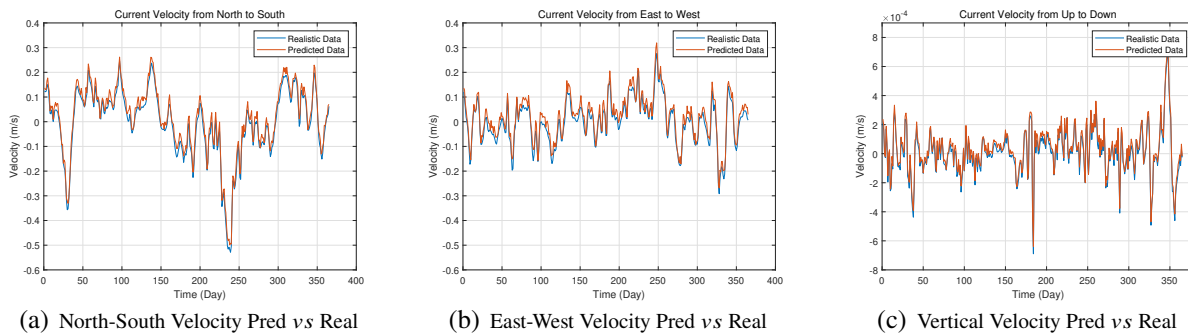 Current Velocity from North to South
Realistic Data
Predicted Data
Velocity (m/s)
0.4
0.3
0.2
0.1
0
-0.1
-0.2
-0.3
-0.4
-0.5
-0.6
0 50 100 150 200 250 300 350 400
Time (Day)
(a) North-South Velocity Pred vs Real
Current Velocity from East to West
Realistic Data
Predicted Data
Velocity (m/s)
0.4
0.3
0.2
0.1
0
-0.1
-0.2
-0.3
-0.4
-0.5
-0.6
0 50 100 150 200 250 300 350 400
Time (Day)
(b) East-West Velocity Pred vs Real
×10⁻⁴ Current Velocity from Up to Down
Realistic Data
Predicted Data
Velocity (m/s)
8
6
4
2
0
-2
-4
-6
-8
0 50 100 150 200 250 300 350
Time (Day)
(c) Vertical Velocity Pred vs Real